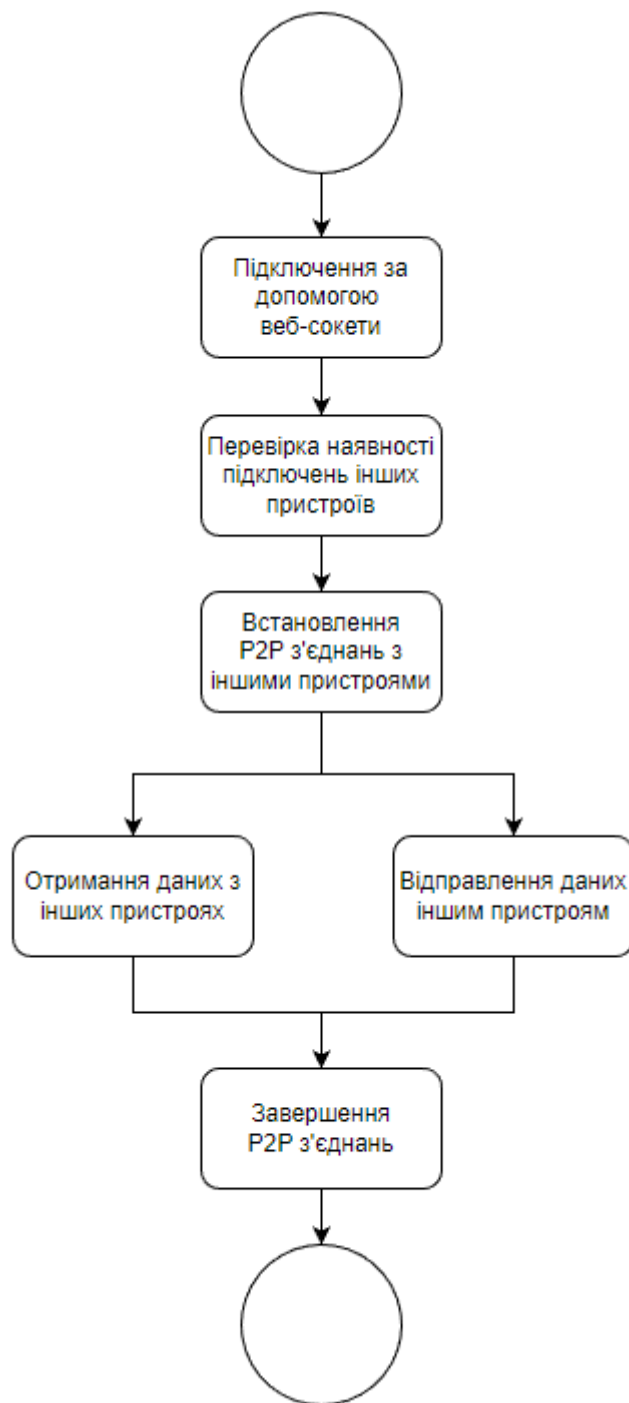 Підключення за
допомогою
веб-сокети
Перевірка наявності
підключень інших
пристроїв
Встановлення
P2P з'єднань з
іншими пристроями
Отримання даних з
інших пристроях
Відправлення даних
іншим пристроям
Завершення
P2P з'єднань